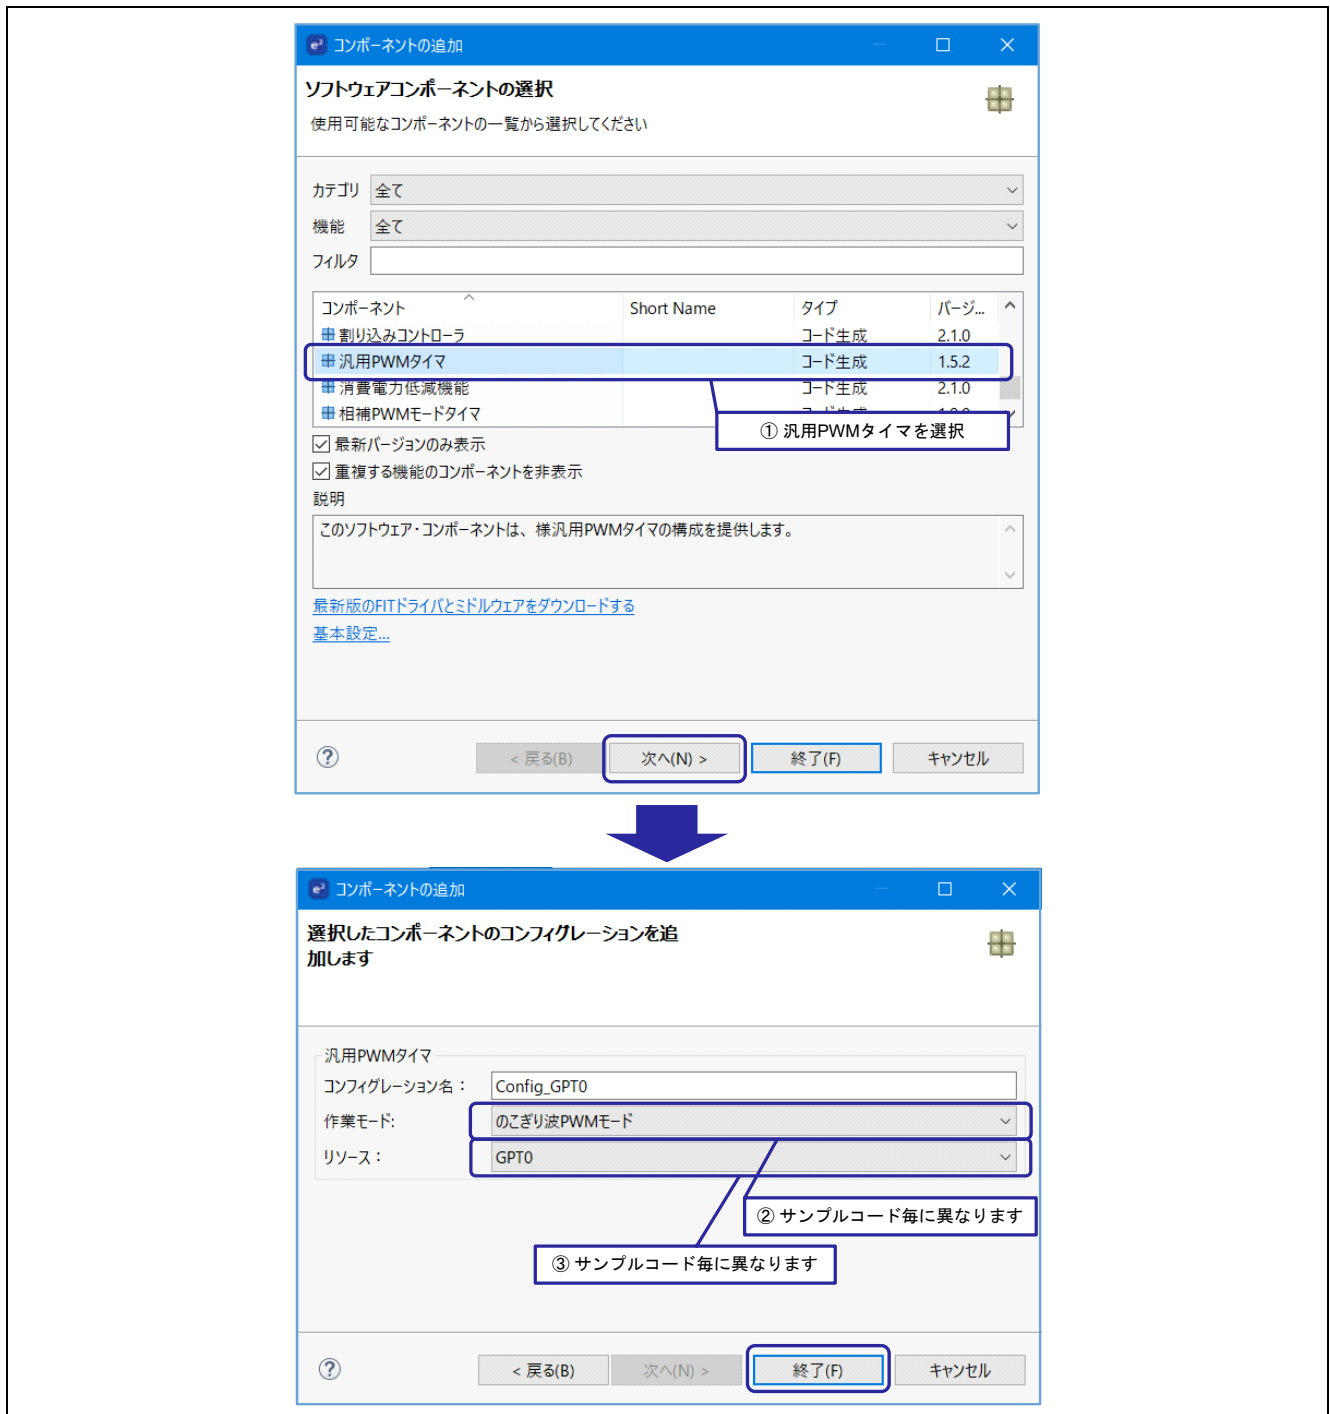 コンポーネントの追加
ソフトウェアコンポーネントの選択
使用可能なコンポーネントの一覧から選択してください
カテゴリ 全て
機能 全て
フィルタ
コンポーネント Short Name タイプ バージ...
割り込みコントローラ コード生成 2.1.0
汎用PWMタイマ コード生成 1.5.2
消費電力低減機能 コード生成 2.1.0
相補PWMモードタイマ
① 汎用PWMタイマを選択
最新バージョンのみ表示
重複する機能のコンポーネントを非表示
説明
このソフトウェア・コンポーネントは、様汎用PWMタイマの構成を提供します。
最新版のFITドライバとミドルウェアをダウンロードする
基本設定...
< 戻る(B) 次へ(N) > 終了(F) キャンセル
コンポーネントの追加
選択したコンポーネントのコンフィグレーションを追
加します
汎用PWMタイマ
コンフィグレーション名： Config_GPT0
作業モード: のこぎり波PWMモード
リソース： GPT0
② サンプルコード毎に異なります
③ サンプルコード毎に異なります
< 戻る(B) 次へ(N) > 終了(F) キャンセル